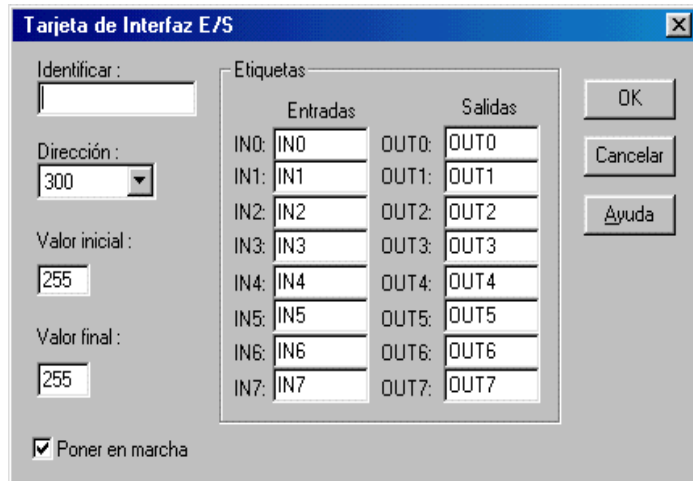 Tarjeta de Interfaz E/S
Identificar :
Dirección :
300
Valor inicial :
255
Valor final :
255
Poner en marcha
Etiquetas
Entradas Salidas
IN0: IN0 OUT0: OUT0
IN1: IN1 OUT1: OUT1
IN2: IN2 OUT2: OUT2
IN3: IN3 OUT3: OUT3
IN4: IN4 OUT4: OUT4
IN5: IN5 OUT5: OUT5
IN6: IN6 OUT6: OUT6
IN7: IN7 OUT7: OUT7
OK
Cancelar
Ayuda